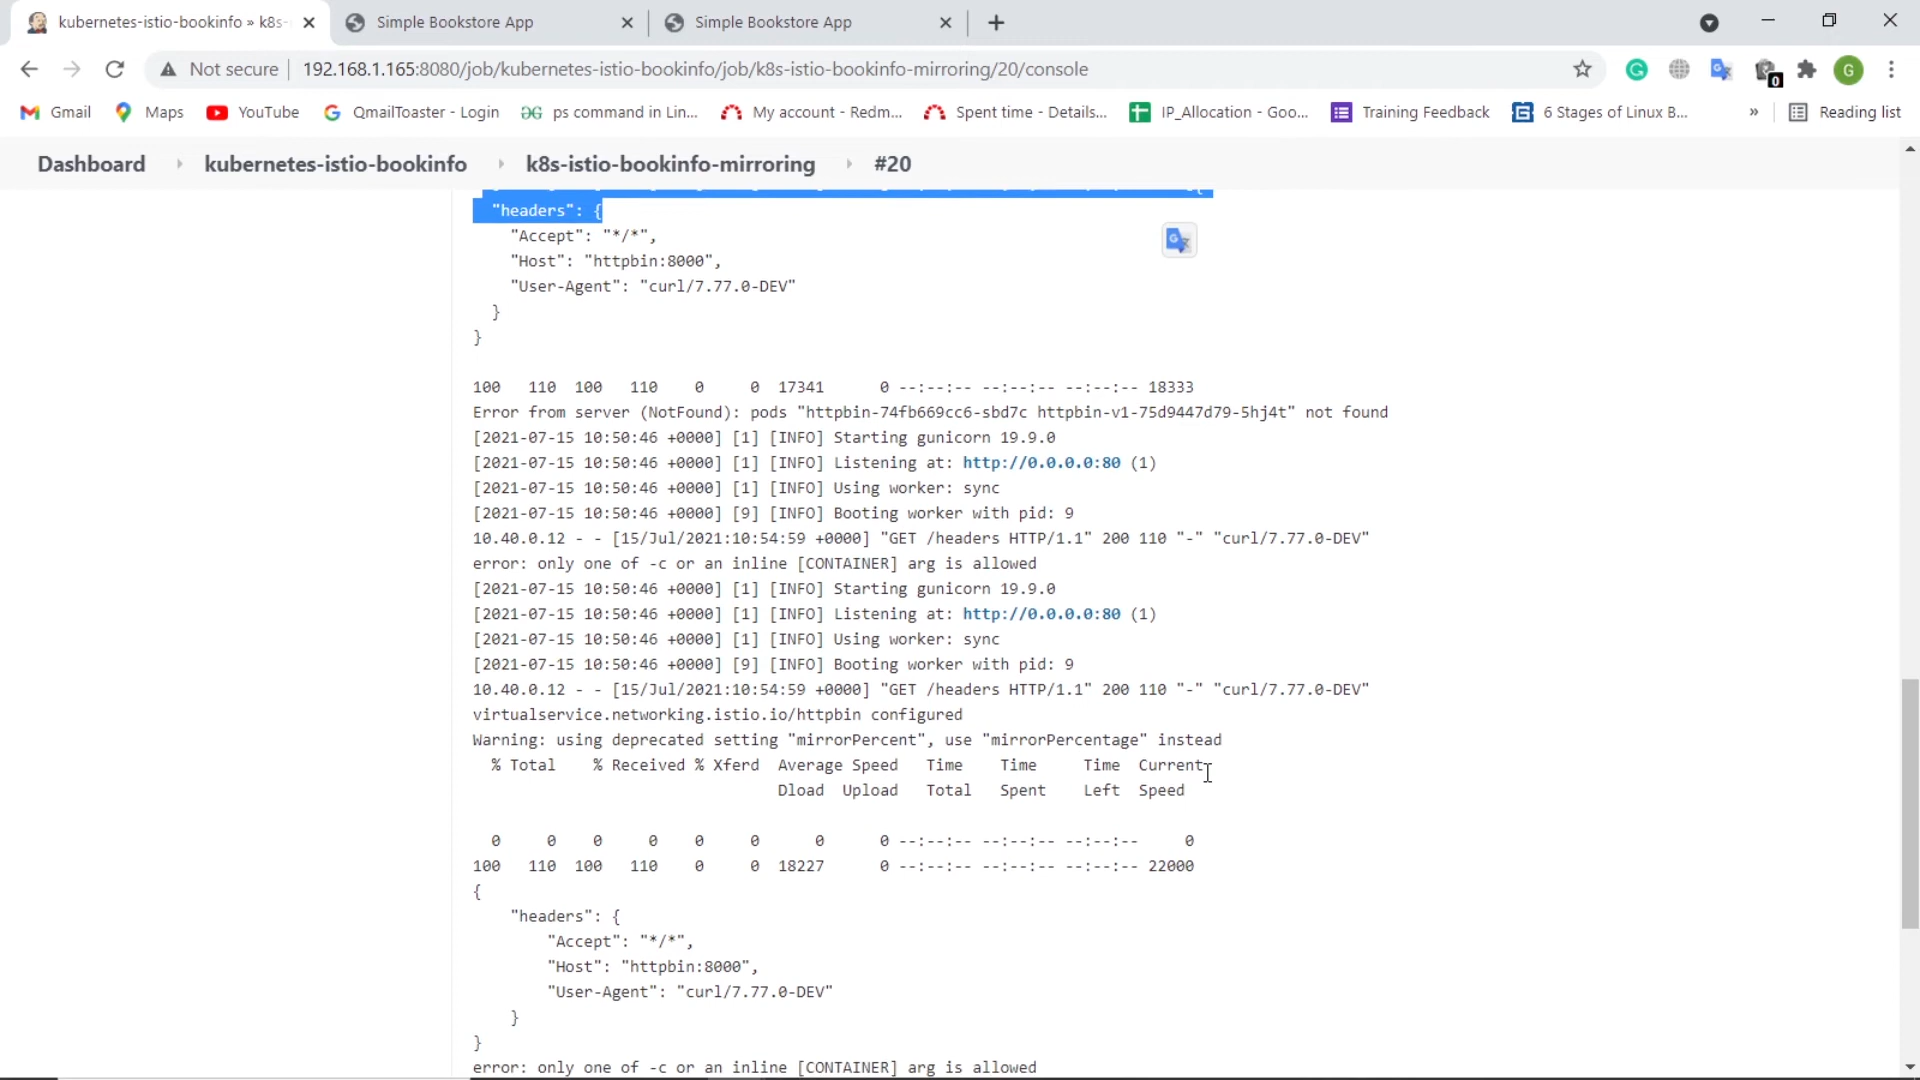 kubernetes-istio-bookinfo » k8s-
Simple Bookstore App
Simple Bookstore App
Not secure
192.168.1.165:8080/job/kubernetes-istio-bookinfo/job/k8s-istio-bookinfo-mirroring/20/console
0
G
Gmail
Maps
YouTube
QmailToaster - Login
ps command in Lin...
My account - Redm...
Spent time - Details...
IP_Allocation - Goo...
Training Feedback
6 Stages of Linux B...
»
Reading list
Dashboard
kubernetes-istio-bookinfo
k8s-istio-bookinfo-mirroring
#20
"headers": {
"Accept": "*/*",
"Host": "httpbin:8000",
"User-Agent": "curl/7.77.0-DEV"
}
}
100 110 100 110 0 0 17341 0 --:--:-- --:--:-- --:--:-- 18333
Error from server (NotFound): pods "httpbin-74fb669cc6-sbd7c httpbin-v1-75d9447d79-5hj4t" not found
[2021-07-15 10:50:46 +0000] [1] [INFO] Starting gunicorn 19.9.0
[2021-07-15 10:50:46 +0000] [1] [INFO] Listening at: http://0.0.0.0:80 (1)
[2021-07-15 10:50:46 +0000] [1] [INFO] Using worker: sync
[2021-07-15 10:50:46 +0000] [9] [INFO] Booting worker with pid: 9
10.40.0.12 - - [15/Jul/2021:10:54:59 +0000] "GET /headers HTTP/1.1" 200 110 "-" "curl/7.77.0-DEV"
error: only one of -c or an inline [CONTAINER] arg is allowed
[2021-07-15 10:50:46 +0000] [1] [INFO] Starting gunicorn 19.9.0
[2021-07-15 10:50:46 +0000] [1] [INFO] Listening at: http://0.0.0.0:80 (1)
[2021-07-15 10:50:46 +0000] [1] [INFO] Using worker: sync
[2021-07-15 10:50:46 +0000] [9] [INFO] Booting worker with pid: 9
10.40.0.12 - - [15/Jul/2021:10:54:59 +0000] "GET /headers HTTP/1.1" 200 110 "-" "curl/7.77.0-DEV"
virtualservice.networking.istio.io/httpbin configured
Warning: using deprecated setting "mirrorPercent", use "mirrorPercentage" instead
% Total % Received % Xferd Average Speed Time Time Time Current
Dload Upload Total Spent Left Speed
0 0 0 0 0 0 0 0 --:--:-- --:--:-- --:--:-- 0
100 110 100 110 0 0 18227 0 --:--:-- --:--:-- --:--:-- 22000
{
"headers": {
"Accept": "*/*",
"Host": "httpbin:8000",
"User-Agent": "curl/7.77.0-DEV"
}
}
error: only one of -c or an inline [CONTAINER] arg is allowed